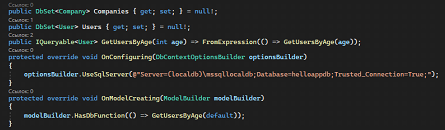 public DbSet<Company> Companies { get; set; } = null!;
Ссылок: 1
public DbSet<User> Users { get; set; } = null!;
Ссылок: 2
public IQueryable<User> GetUsersByAge(int age) => FromExpression(() => GetUsersByAge(age));
Ссылок: 0
protected override void OnConfiguring(DbContextOptionsBuilder optionsBuilder)
{
optionsBuilder.UseSqlServer(@"Server=(localdb)\mssqllocaldb;Database=helloappdb;Trusted_Connection=True;");
}
Ссылок: 0
protected override void OnModelCreating(ModelBuilder modelBuilder)
{
modelBuilder.HasDbFunction(() => GetUsersByAge(default));
}